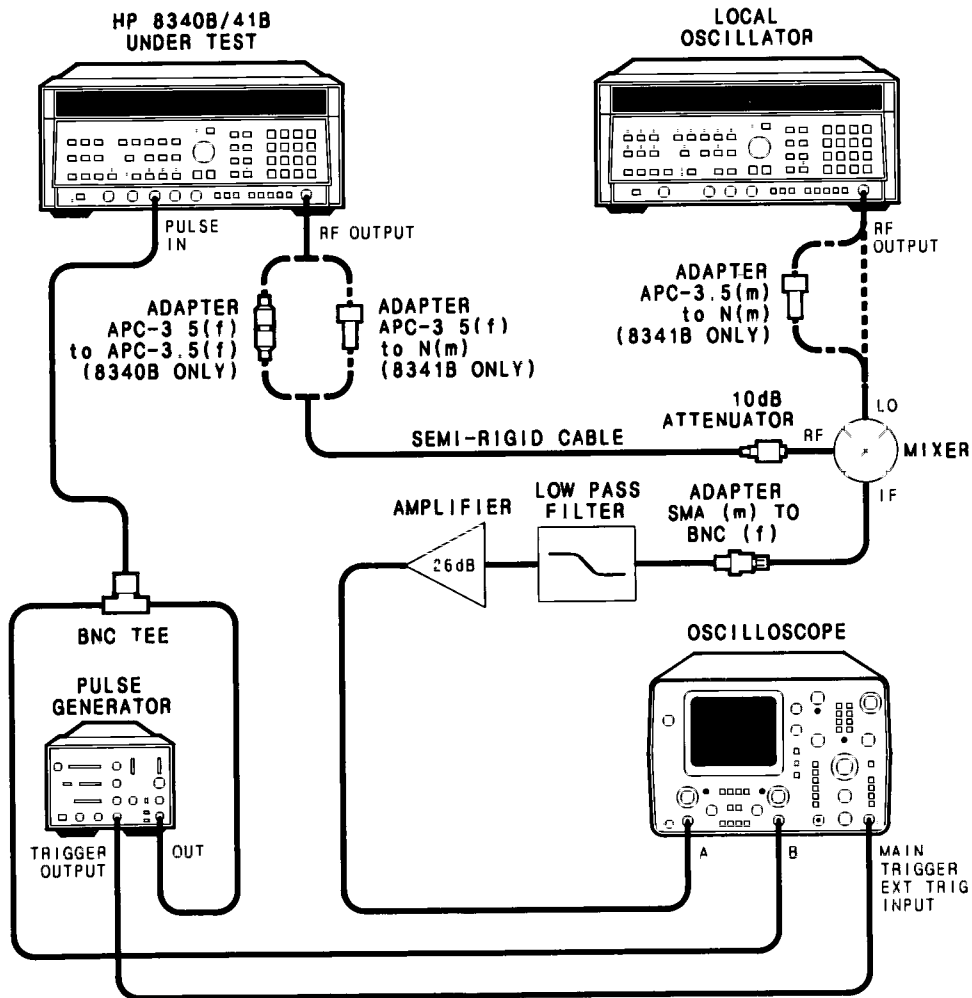 HP 8340B/41B
UNDER TEST
LOCAL
OSCILLATOR
PULSE
IN
RF OUTPUT
RF
OUTPUT
ADAPTER
APC-3 5(f)
to APC-3.5(f)
(8340B ONLY)
ADAPTER
APC-3 5(f)
to N(m)
(8341B ONLY)
ADAPTER
APC-3.5(m)
to N(m)
(8341B ONLY)
10dB
ATTENUATOR
LO
RF
MIXER
IF
SEMI-RIGID CABLE
AMPLIFIER
26dB
LOW PASS
FILTER
ADAPTER
SMA (m) TO
BNC (f)
BNC TEE
OSCILLOSCOPE
PULSE
GENERATOR
TRIGGER
OUTPUT
OUT
A
B
MAIN
TRIGGER
EXT TRIG
INPUT